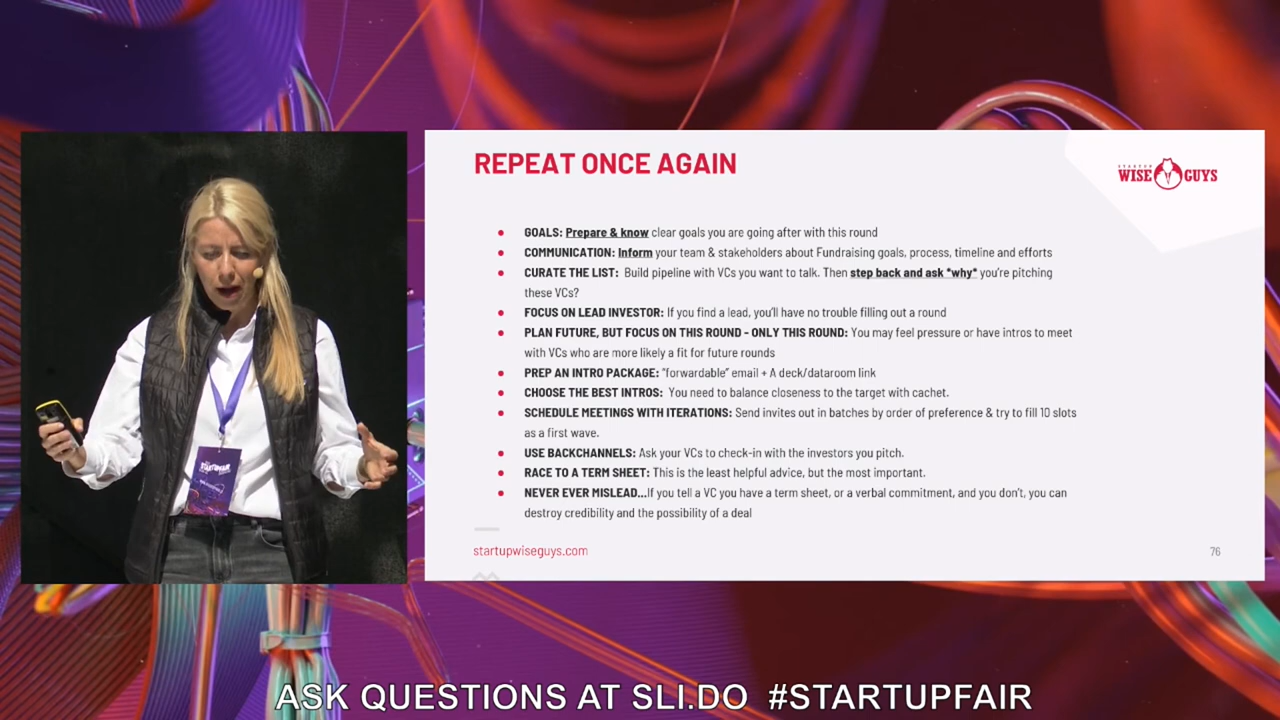 REPEAT ONCE AGAIN
STARTUP
WISE GUYS
GOALS: Prepare & know clear goals you are going after with this round
COMMUNICATION: Inform your team & stakeholders about Fundraising goals, process, timeline and efforts
CURATE THE LIST: Build pipeline with VCs you want to talk. Then step back and ask *why* you're pitching
these VCs?
FOCUS ON LEAD INVESTOR: If you find a lead, you'll have no trouble filling out a round
PLAN FUTURE, BUT FOCUS ON THIS ROUND - ONLY THIS ROUND: You may feel pressure or have intros to meet
with VCs who are more likely a fit for future rounds
PREP AN INTRO PACKAGE: "forwardable" email + A deck/dataroom link
CHOOSE THE BEST INTROS: You need to balance closeness to the target with cachet.
SCHEDULE MEETINGS WITH ITERATIONS: Send invites out in batches by order of preference & try to fill 10 slots
as a first wave.
USE BACKCHANNELS: Ask your VCs to check-in with the investors you pitch.
RACE TO A TERM SHEET: This is the least helpful advice, but the most important.
NEVER EVER MISLEAD...If you tell a VC you have a term sheet, or a verbal commitment, and you don't, you can
destroy credibility and the possibility of a deal
startupwiseguys.com
76
STARTUP FAIR
ASK QUESTIONS AT SLI.DO #STARTUPFAIR